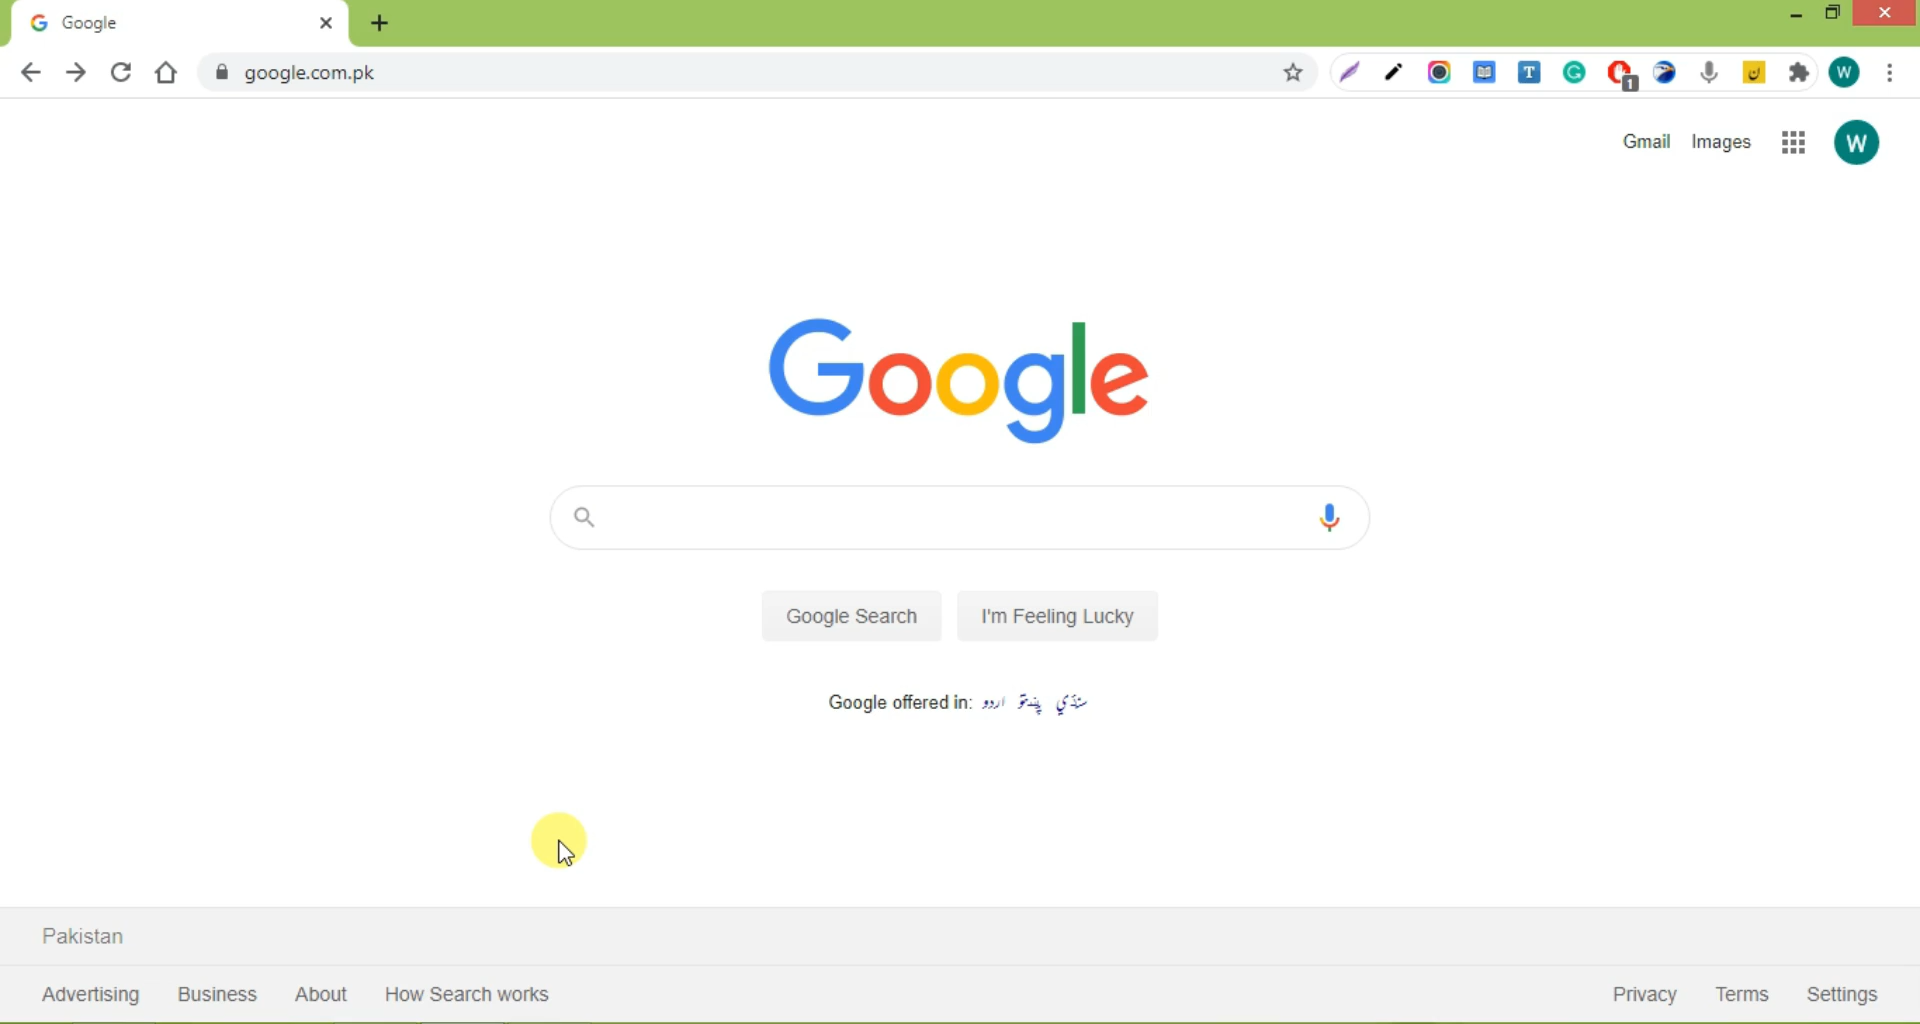 Google
google.com.pk
T
1
ن
W
Gmail Images W
Google
Google Search I'm Feeling Lucky
Google offered in: اردو پښتو سنڌي
Pakistan
Advertising Business About How Search works Privacy Terms Settings